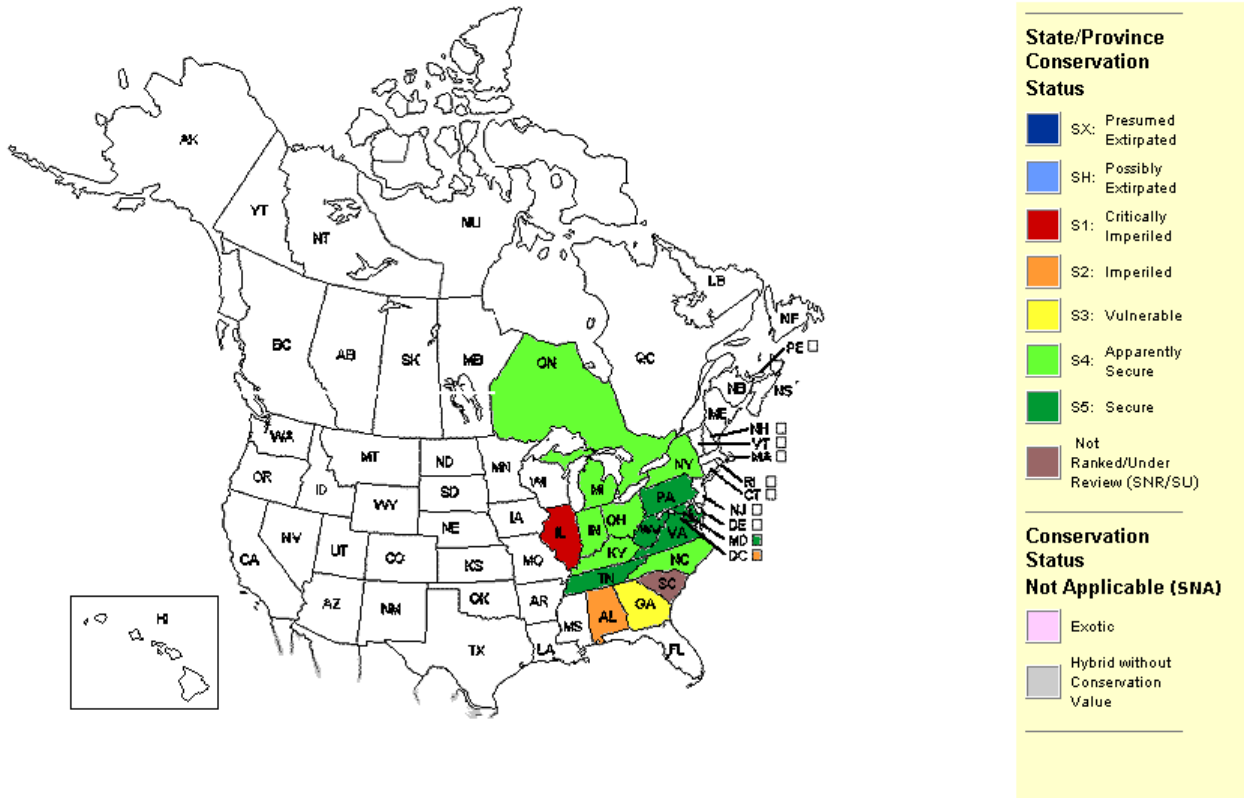 AK
YT
NT
NU
BC
AB
SK
MB
ON
QC
LB
NF
PE
NB
NS
ME
NH
VT
MA
RI
CT
NJ
DE
MD
DC
WA
OR
ID
MT
ND
SD
WY
NE
MN
WI
IA
MI
NY
PA
CA
NV
UT
CO
KS
MO
IL
IN
OH
KY
WV
VA
NC
TN
SC
AZ
NM
OK
AR
TX
LA
MS
AL
GA
FL
HI
State/Province
Conservation
Status
SX: Presumed
Extirpated
SH: Possibly
Extirpated
S1: Critically
Imperiled
S2: Imperiled
S3: Vulnerable
S4: Apparently
Secure
S5: Secure
Not
Ranked/Under
Review (SNR/SU)
Conservation
Status
Not Applicable (SNA)
Exotic
Hybrid without
Conservation
Value